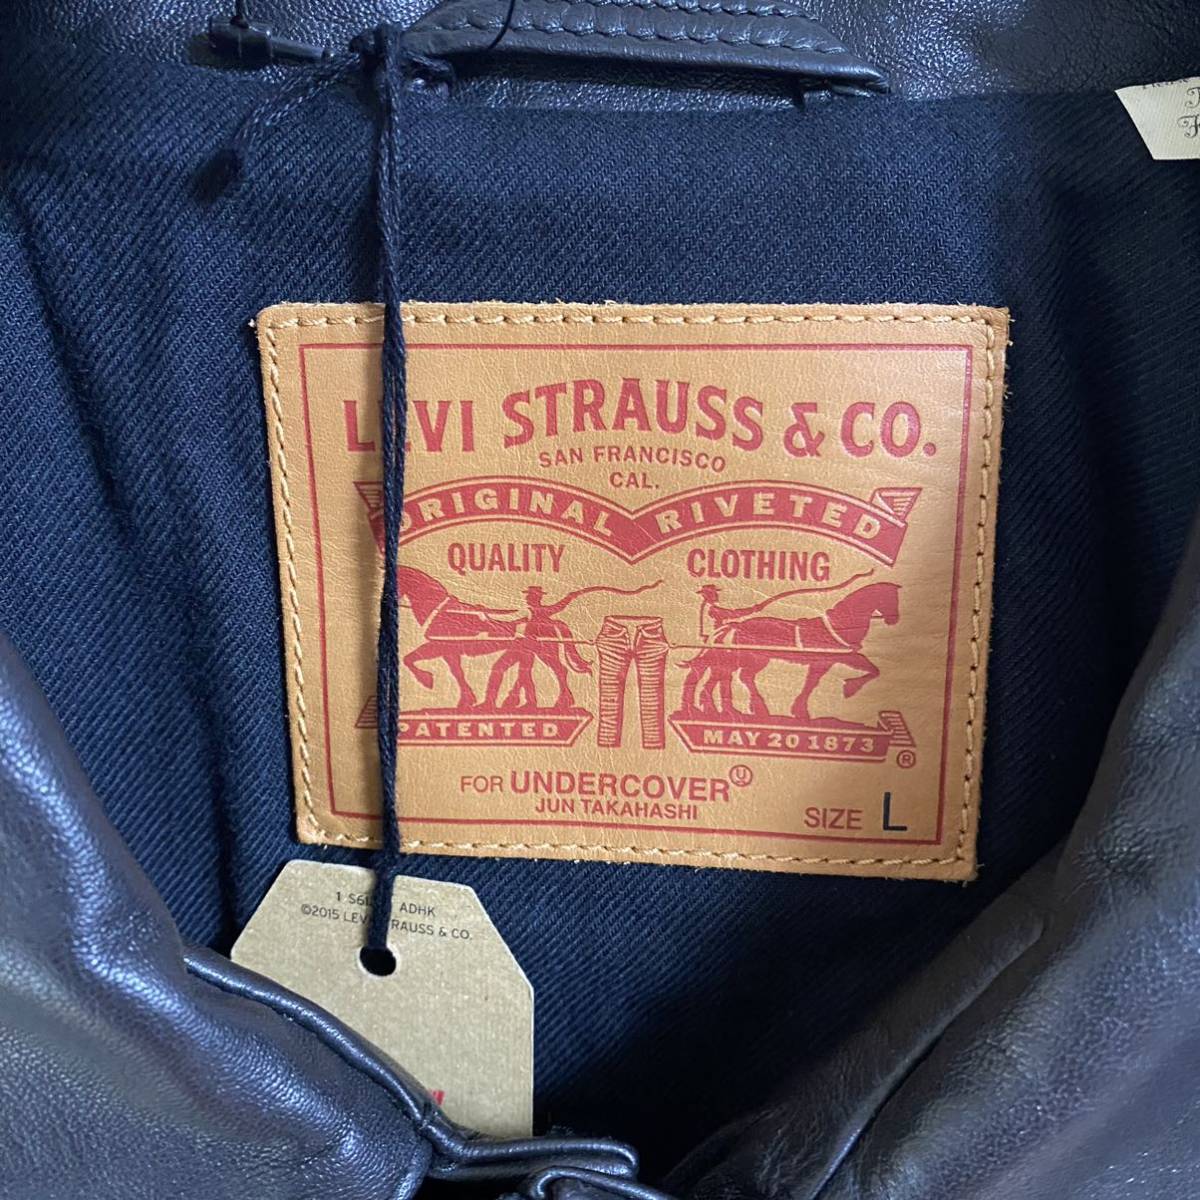 LEVI STRAUSS & CO.
SAN FRANCISCO
CAL.
ORIGINAL RIVETED
QUALITY CLOTHING
PATENTED MAY 20 1873
®
FOR UNDERCOVER
JUN TAKAHASHI
SIZE L
ADHK
©2015 LEVI STRAUSS & CO.